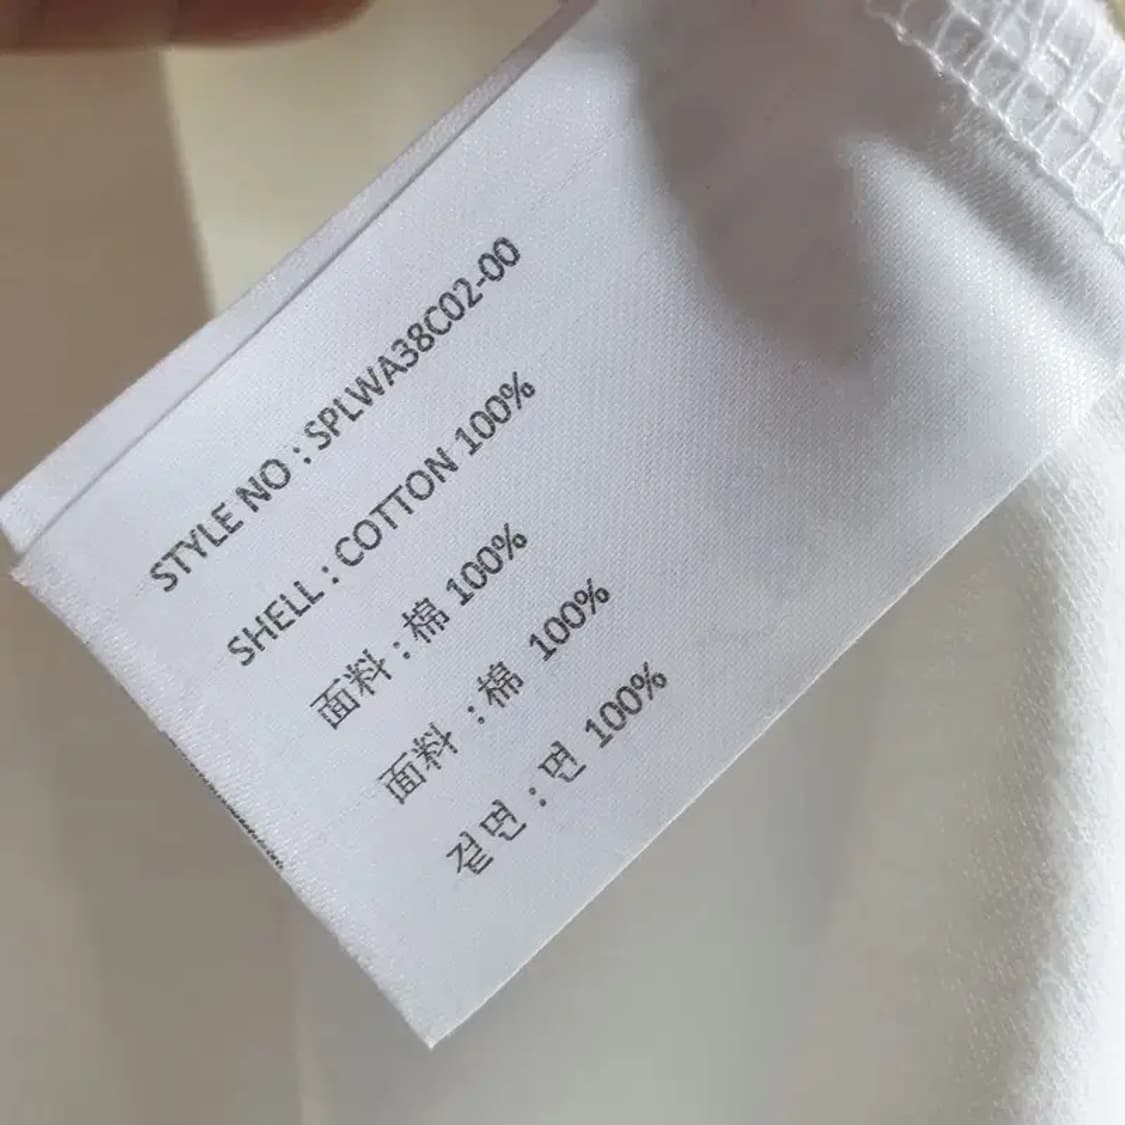 STYLE NO : SPLWA38C02-00
SHELL : COTTON 100%
面料 : 棉 100%
面料 : 棉 100%
겉면 : 면 100%